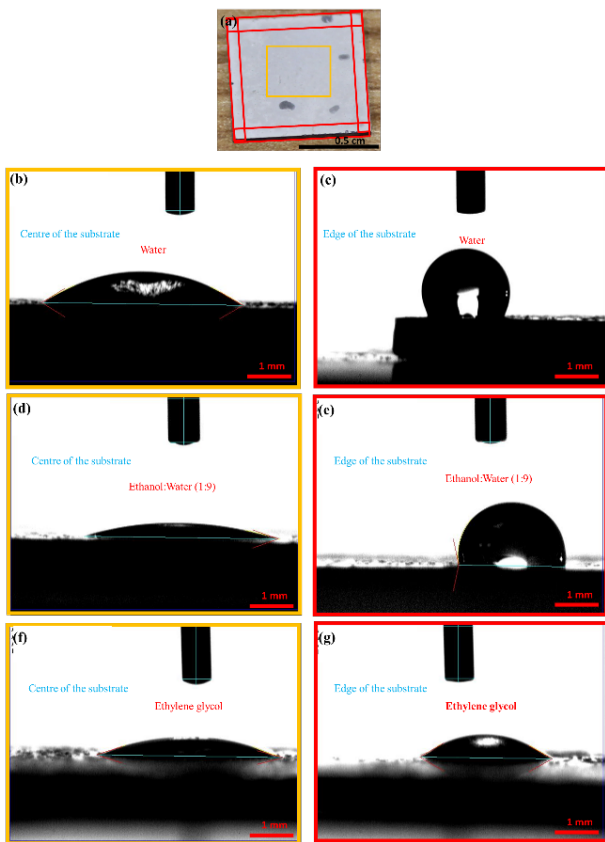 (a)
0.5 cm
(b)
Centre of the substrate
Water
1 mm
(c)
Edge of the substrate
Water
1 mm
(d)
Centre of the substrate
Ethanol:Water (1:9)
1 mm
(e)
Edge of the substrate
Ethanol:Water (1:9)
1 mm
(f)
Centre of the substrate
Ethylene glycol
1 mm
(g)
Edge of the substrate
Ethylene glycol
1 mm